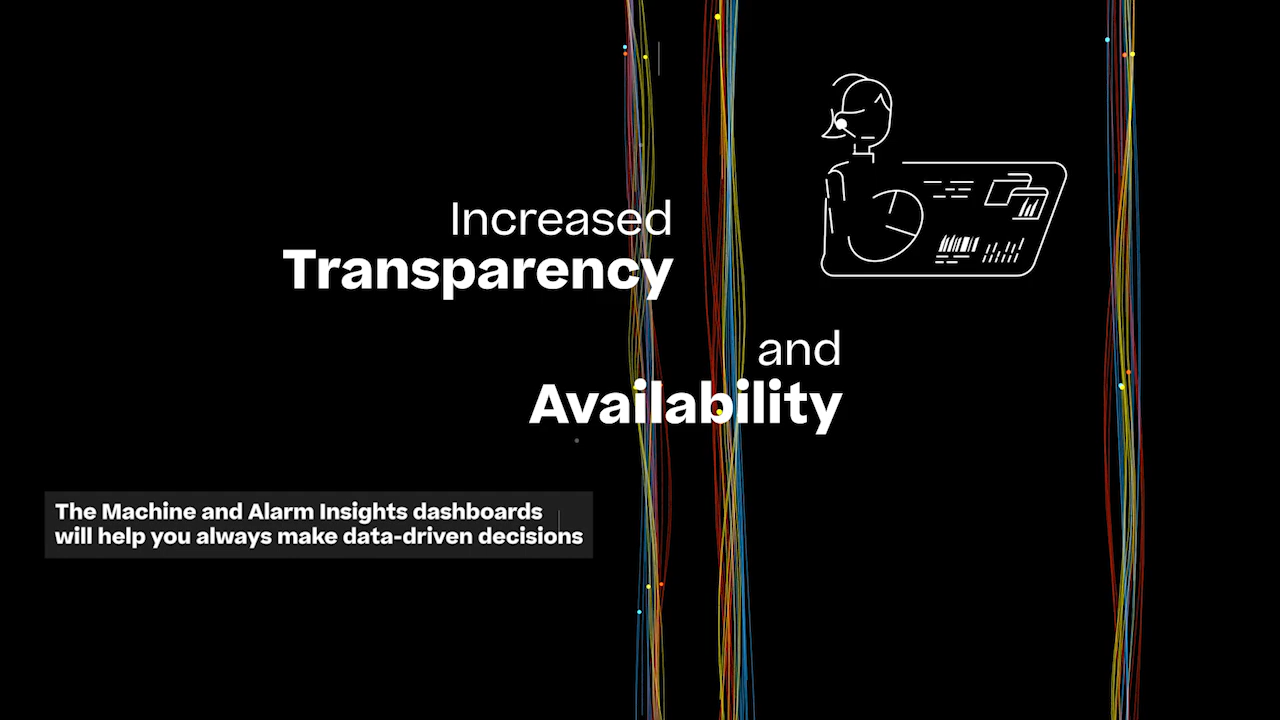 Increased
Transparency
and
Availability
The Machine and Alarm Insights dashboards
will help you always make data-driven decisions